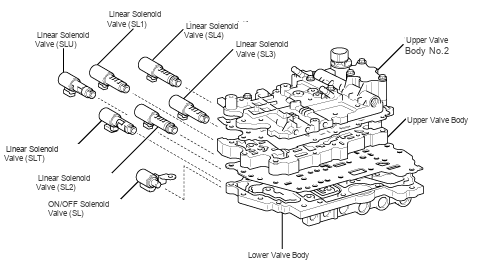 Linear Solenoid
Valve (SL1)
Linear Solenoid
Valve (SLU)
Linear Solenoid
Valve (SL4)
Linear Solenoid
Valve (SL3)
Upper Valve
Body No.2
Upper Valve Body
Linear Solenoid
Valve (SLT)
Linear Solenoid
Valve (SL2)
ON/OFF Solenoid
Valve (SL)
Lower Valve Body